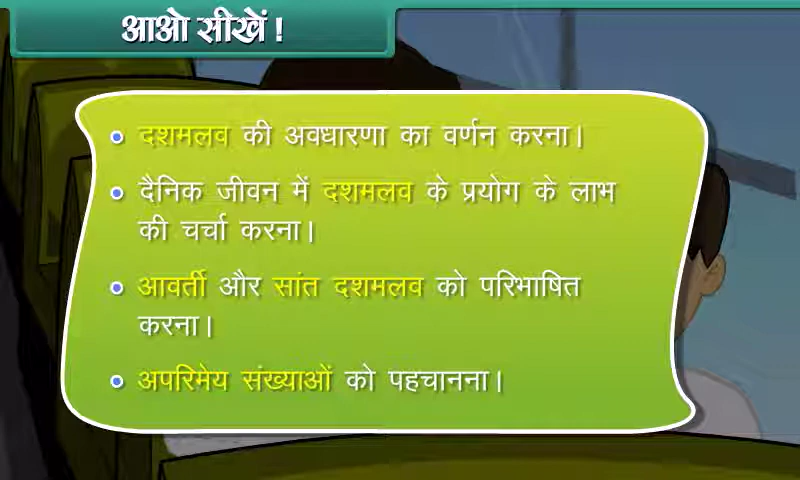 आओ सीखें!
दशमलव की अवधारणा का वर्णन करना।
दैनिक जीवन में दशमलव के प्रयोग के लाभ
की चर्चा करना।
आवर्ती और सांत दशमलव को परिभाषित
करना।
अपरिमेय संख्याओं को पहचानना।